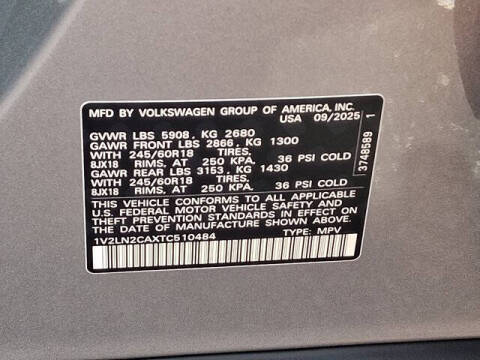 MFD BY VOLKSWAGEN GROUP OF AMERICA, INC.
USA 09/2025
GVWR LBS 5908, KG 2680
GAWR FRONT LBS 2866, KG 1300
WITH 245/60R18 TIRES.
8JX18 RIMS, AT 250 KPA. 36 PSI COLD
GAWR REAR LBS 3153, KG 1430
WITH 245/60R18 TIRES.
8JX18 RIMS, AT 250 KPA. 36 PSI COLD
THIS VEHICLE CONFORMS TO ALL APPLICABLE
U.S. FEDERAL MOTOR VEHICLE SAFETY AND
THEFT PREVENTION STANDARDS IN EFFECT ON
THE DATE OF MANUFACTURE SHOWN ABOVE.
1V2LN2CAXTC510484 TYPE: MPV
3748589 1